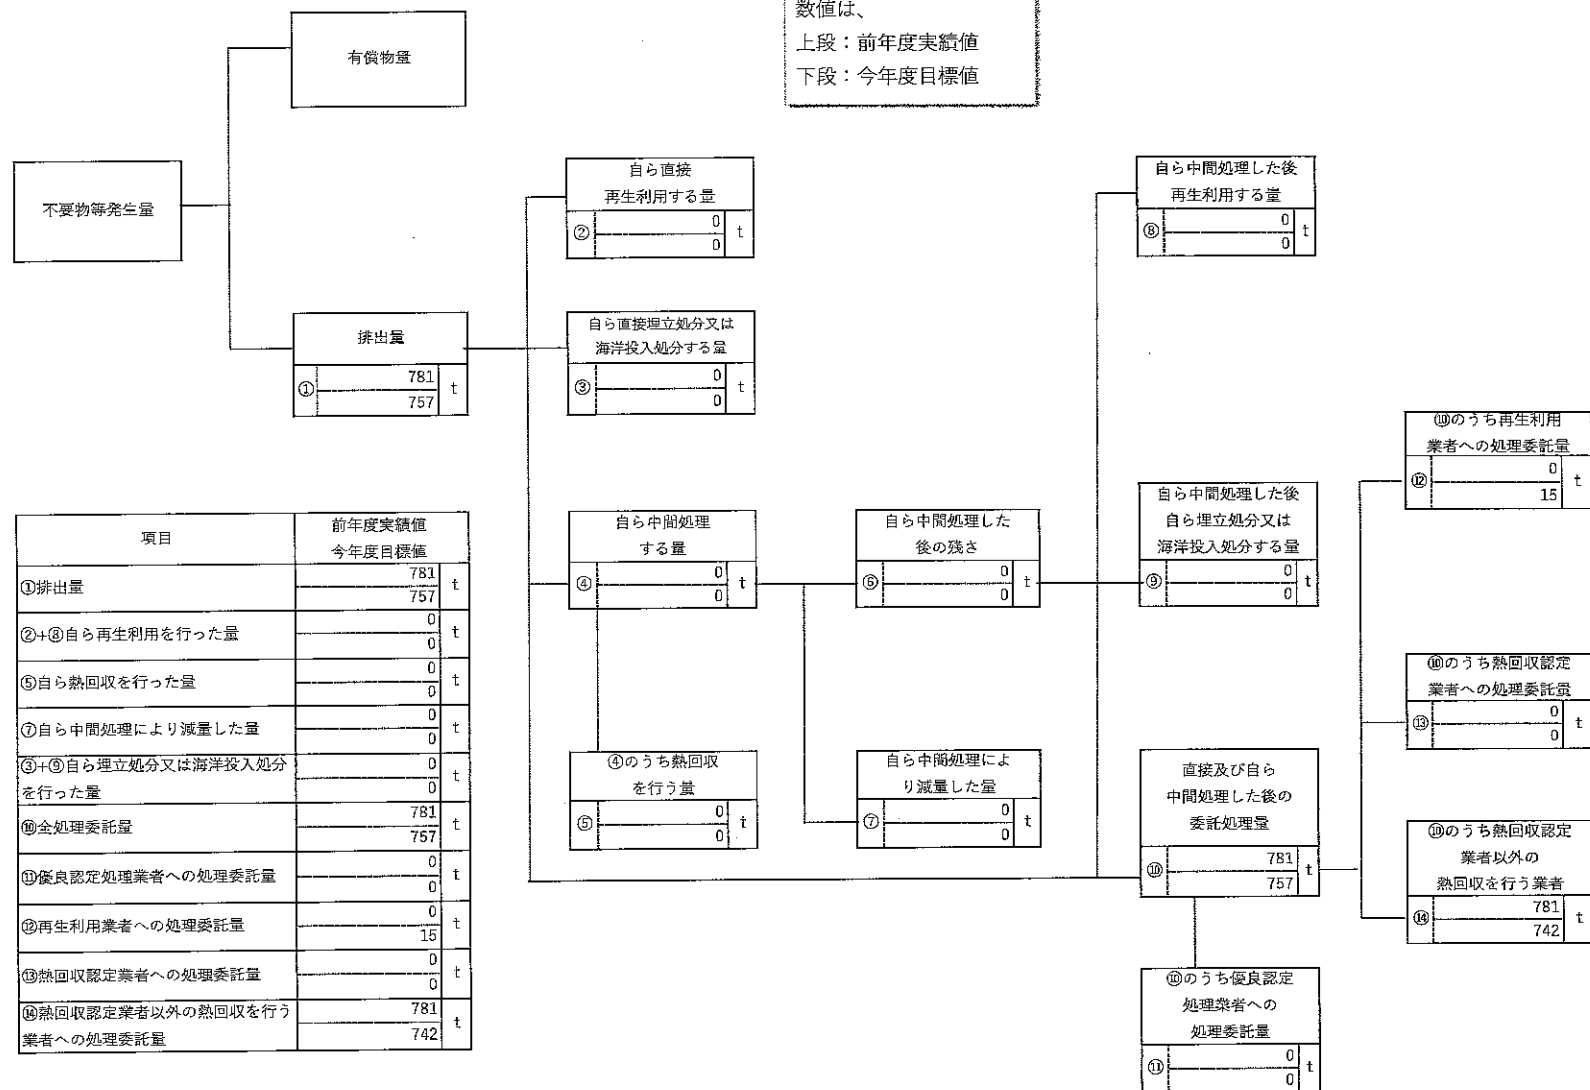 数値は、
上段：前年度実績値
下段：今年度目標値
有償物量
不要物等発生量
排出量
①
781
757
t
自ら直接
再生利用する量
②
0
0
t
自ら直接埋立処分又は
海洋投入処分する量
③
0
0
t
自ら中間処理
する量
④
0
0
t
④のうち熱回収
を行う量
⑤
0
0
t
自ら中間処理した
後の残さ
⑥
0
0
t
自ら中間処理によ
り減量した量
⑦
0
0
t
自ら中間処理した後
再生利用する量
⑧
0
0
t
自ら中間処理した後
自ら埋立処分又は
海洋投入処分する量
⑨
0
0
t
直接及び自ら
中間処理した後の
委託処理量
⑩
781
757
t
⑩のうち優良認定
処理業者への
処理委託量
⑪
0
0
t
⑩のうち再生利用
業者への処理委託量
⑫
0
15
t
⑩のうち熱回収認定
業者への処理委託量
⑬
0
0
t
⑩のうち熱回収認定
業者以外の
熱回収を行う業者
⑭
781
742
t
項目
前年度実績値
今年度目標値
①排出量
781
757
t
②+⑧自ら再生利用を行った量
0
0
t
⑤自ら熱回収を行った量
0
0
t
⑦自ら中間処理により減量した量
0
0
t
③+⑨自ら埋立処分又は海洋投入処分
を行った量
0
0
t
⑩全処理委託量
781
757
t
⑪優良認定処理業者への処理委託量
0
0
t
⑫再生利用業者への処理委託量
0
15
t
⑬熱回収認定業者への処理委託量
0
0
t
⑭熱回収認定業者以外の熱回収を行う
業者への処理委託量
781
742
t